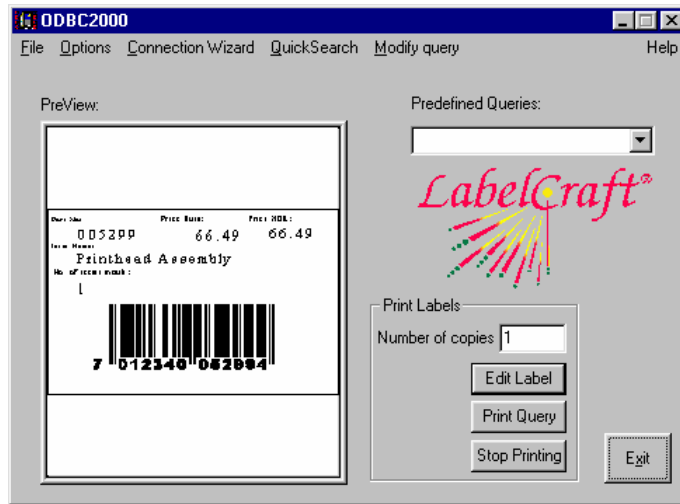 ODBC2000
File Options Connection Wizard QuickSearch Modify query Help
PreView:
Predefined Queries:
LabelCraft®
005299 66.49 66.49
Printhead Assembly
1
7 012340 052994
Print Labels
Number of copies 1
Edit Label
Print Query
Stop Printing
Exit